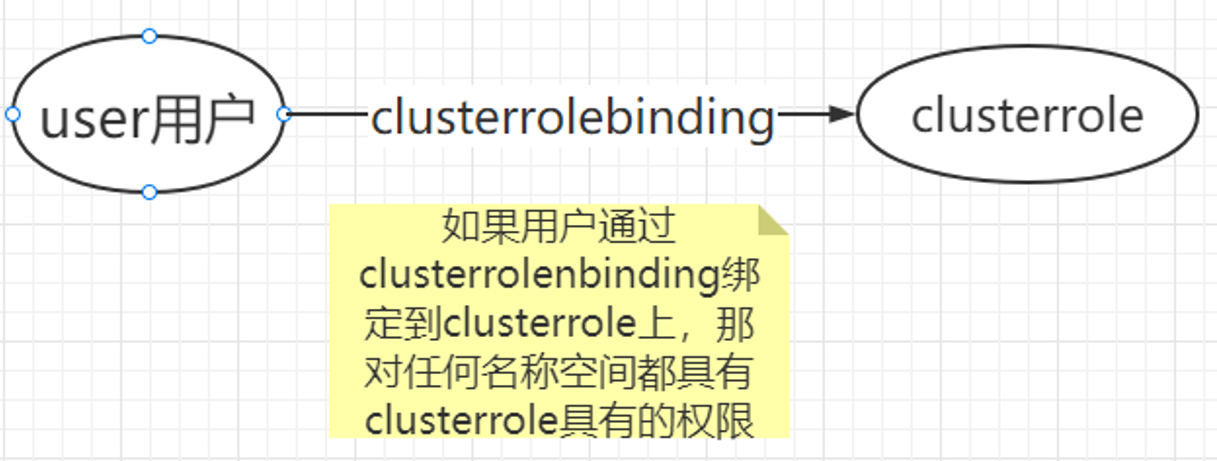 user用户
clusterrolebinding
clusterrole
如果用户通过
clusterrolenbinding绑
定到clusterrole上，那
对任何名称空间都具有
clusterrole具有的权限